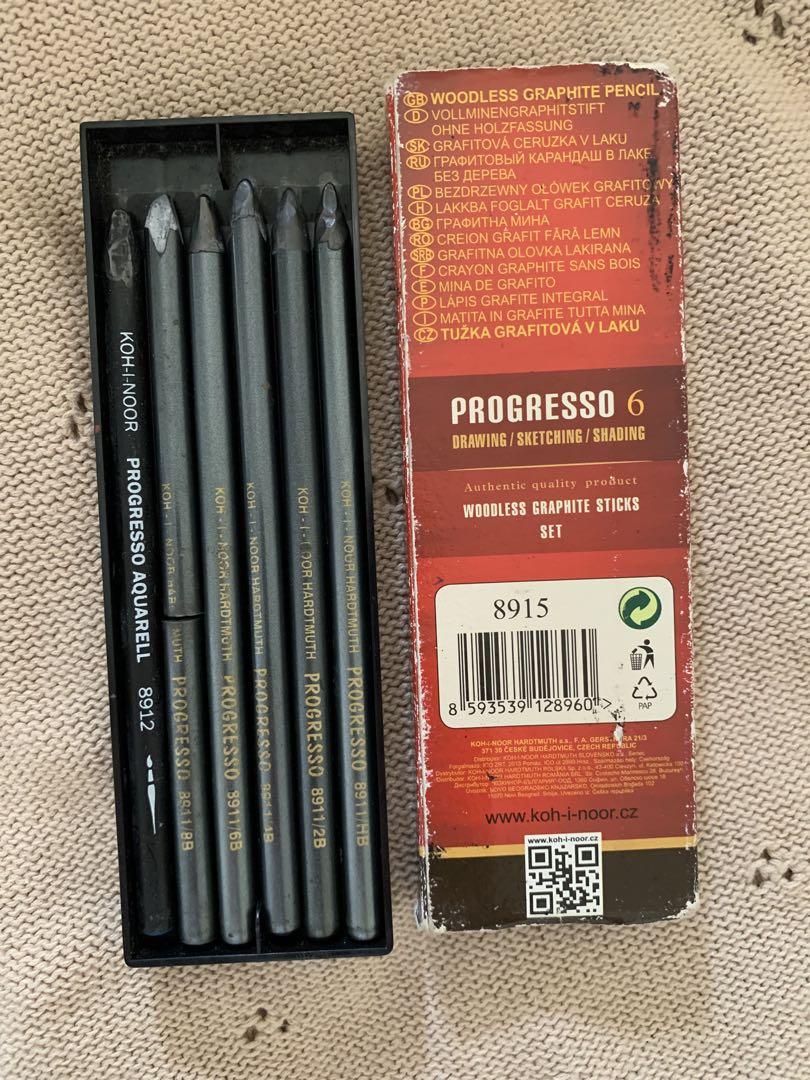 KOH-I-NOOR PROGRESSO AQUARELL 8912
KOH-I-NOOR HAR MUTH PROGRESSO 8911/8B
KOH-I-NOOR HARDTMUTH PROGRESSO 8911/6B
KOH-I-NOOR HARDTMUTH PROGRESSO
KOH-I-NOOR HARDTMUTH PROGRESSO 8911/2B
KOH-I-NOOR HARDTMUTH PROGRESSO 8911/HB
GB WOODLESS GRAPHITE PENCIL
D VOLLMINENGRAPHITSTIFT
OHNE HOLZFASSUNG
SK GRAFITOVÁ CERUZKA V LAKU
RU ГРАФИТОВЫЙ КАРАНДАШ В ЛАКЕ
БЕЗ ДЕРЕВА
PL BEZDRZEWNY OŁÓWEK GRAFITOWY
H LAKKBA FOGLALT GRAFIT CERUZA
BG ГРАФИТНА МИНА
RO CREION GRAFIT FĂRĂ LEMN
SRB GRAFITNA OLOVKA LAKIRANA
F CRAYON GRAPHITE SANS BOIS
E MINA DE GRAFITO
P LÁPIS GRAFITE INTEGRAL
I MATITA IN GRAFITE TUTTA MINA
CZ TUŽKA GRAFITOVÁ V LAKU
PROGRESSO 6
DRAWING / SKETCHING / SHADING
Authentic quality product
WOODLESS GRAPHITE STICKS
SET
8915
8 593539 128960 >
PAP
KOH-I-NOOR HARDTMUTH a.s., F. A. GERSTNERA 21/3
371 30 ČESKÉ BUDĚJOVICE, CZECH REPUBLIC
www.koh-i-noor.cz
www.koh-i-noor.cz